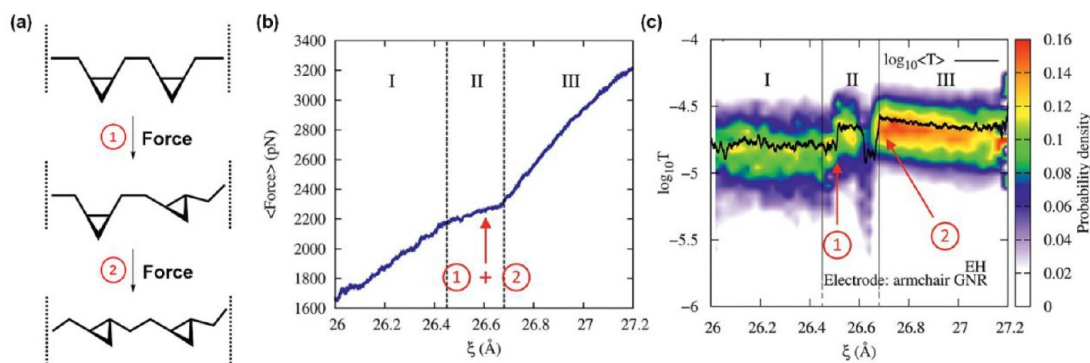 (a)
① Force
② Force
(b)
I II III
<Force> (pN)
3400
3200
3000
2800
2600
2400
2200
2000
1800
1600
① + ②
26 26.2 26.4 26.6 26.8 27 27.2
ξ (Å)
(c)
log₁₀<T>
I II III
log₁₀T
-4
-4.5
-5
-5.5
-6
①
②
EH
Electrode: armchair GNR
26 26.2 26.4 26.6 26.8 27 27.2
ξ (Å)
0.16
0.14
0.12
0.1
0.08
0.06
0.04
0.02
0
Probability density